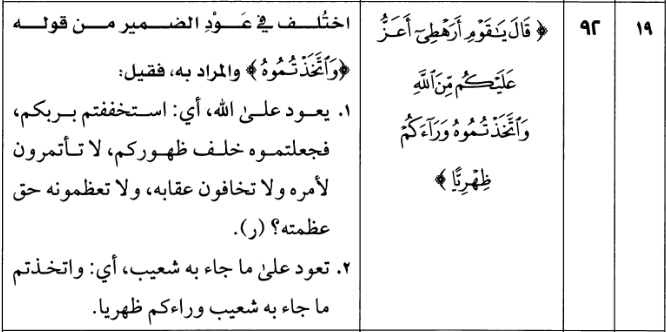 ١٩
٩٢
﴿ قَالَ يَٰقَوْمِ أَرَهْطِىٓ أَعَزُّ
عَلَيْكُم مِّنَ ٱللَّهِ
وَٱتَّخَذْتُمُوهُ وَرَآءَكُمْ
ظِهْرِيًّا ﴾
اختُلف في عَوْدِ الضمير من قوله
﴿وَٱتَّخَذْتُمُوهُ﴾ والمراد به، فقيل:
١. يعود علىٰ الله، أي: استخففتم بربكم،
فجعلتموه خلف ظهوركم، لا تأتمرون
لأمره ولا تخافون عقابه، ولا تعظمونه حق
عظمته؟ (ر).
٢. تعود علىٰ ما جاء به شعيب، أي: واتخذتم
ما جاء به شعيب وراءكم ظهريا.